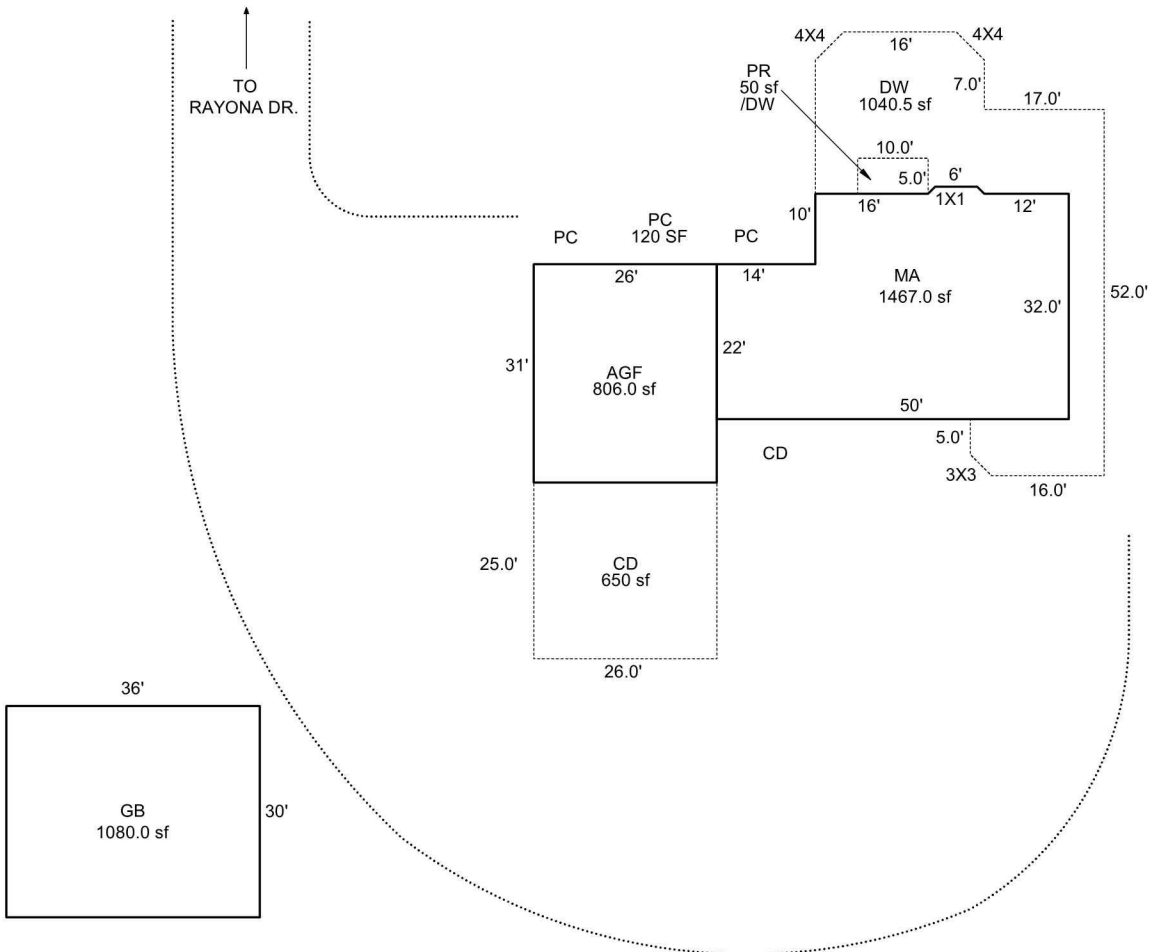 TO
RAYONA DR.
4X4
16'
4X4
PR
50 sf
/DW
DW
1040.5 sf
7.0'
17.0'
10.0'
5.0'
6'
16'
1X1
12'
10'
PC
PC
120 SF
PC
26'
14'
MA
1467.0 sf
32.0'
52.0'
31'
22'
AGF
806.0 sf
50'
5.0'
CD
3X3
16.0'
25.0'
CD
650 sf
26.0'
36'
GB
1080.0 sf
30'